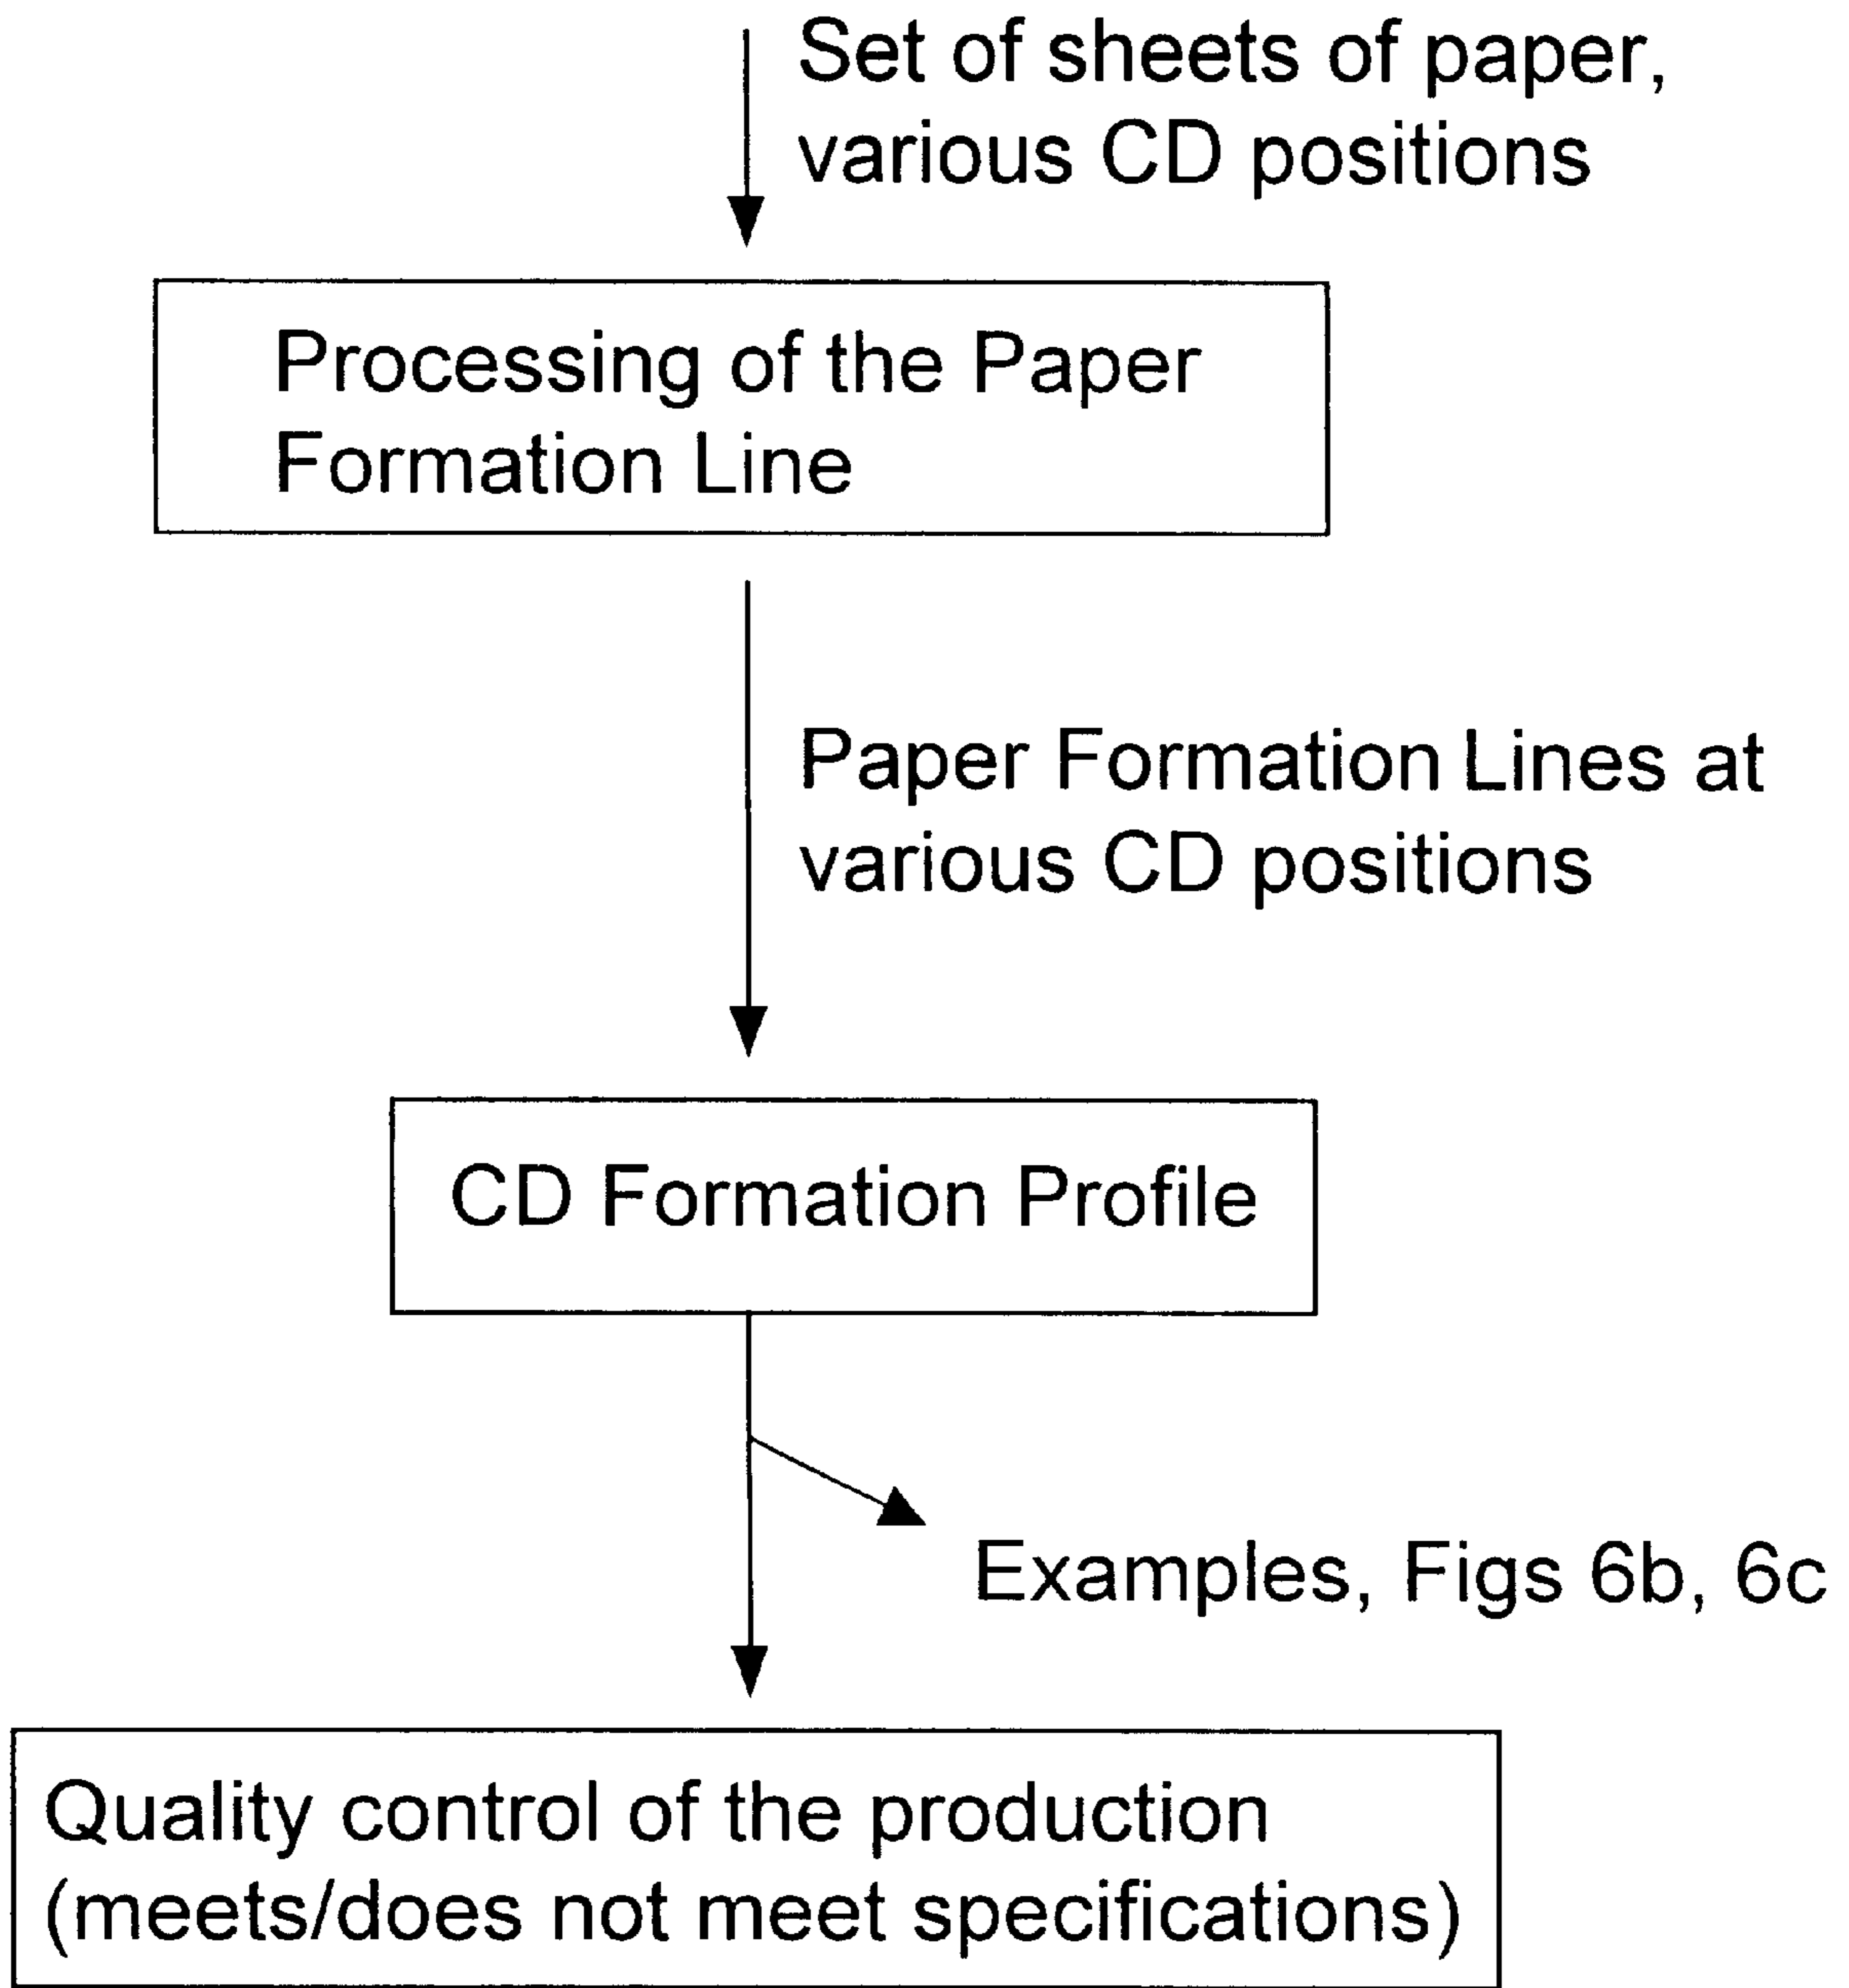 Set of sheets of paper,
various CD positions
Processing of the Paper
Formation Line
Paper Formation Lines at
various CD positions
CD Formation Profile
Examples, Figs 6b, 6c
Quality control of the production
(meets/does not meet specifications)